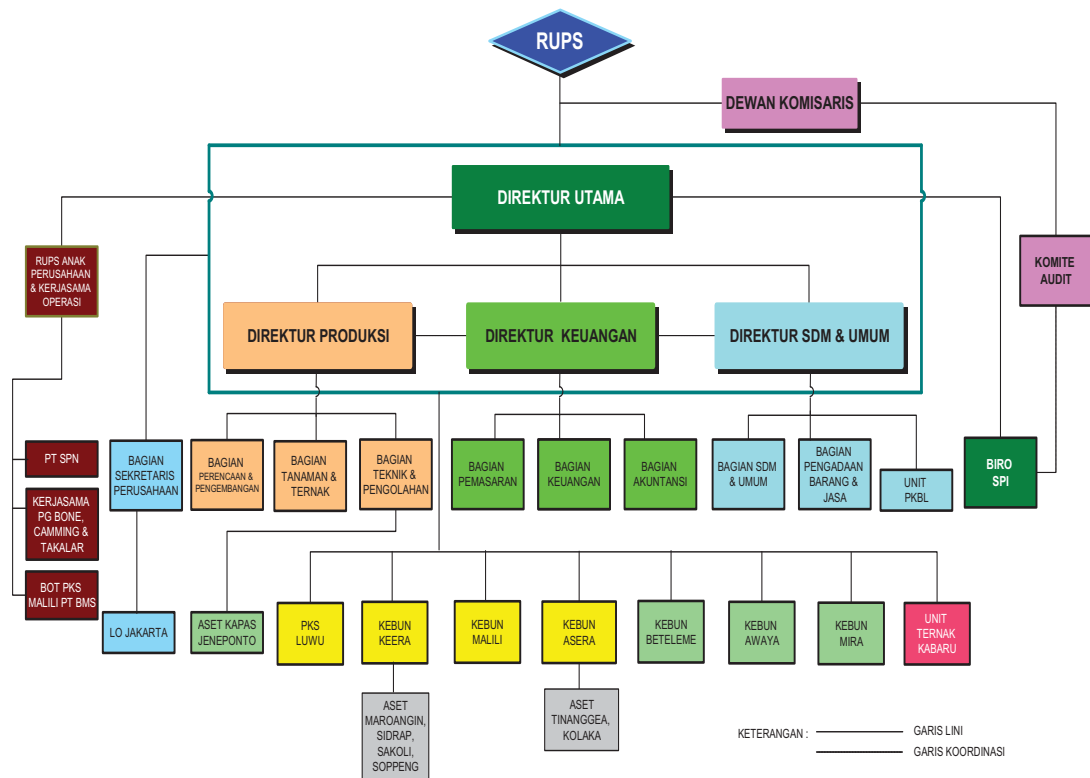 RUPS
DEWAN KOMISARIS
DIREKTUR UTAMA
RUPS ANAK
PERUSAHAAN
& KERJASAMA
OPERASI
KOMITE
AUDIT
DIREKTUR PRODUKSI
DIREKTUR KEUANGAN
DIREKTUR SDM & UMUM
PT SPN
KERJASAMA
PG BONE,
CAMMING &
TAKALAR
BOT PKS
MALILI PT BMS
BAGIAN
SEKRETARIS
PERUSAHAAN
BAGIAN
PERENCAAN &
PENGEMBANGAN
BAGIAN
TANAMAN &
TERNAK
BAGIAN
TEKNIK &
PENGOLAHAN
BAGIAN
PEMASARAN
BAGIAN
KEUANGAN
BAGIAN
AKUNTANSI
BAGIAN SDM
& UMUM
BAGIAN
PENGADAAN
BARANG
& JASA
UNIT
PKBL
BIRO
SPI
LO JAKARTA
ASET KAPAS
JENEPONTO
PKS
LUWU
KEBUN
KEERA
KEBUN
MALILI
KEBUN
ASERA
KEBUN
BETELEME
KEBUN
AWAYA
KEBUN
MIRA
UNIT
TERNAK
KABARU
ASET
MAROANGIN,
SIDRAP,
SAKOLI,
SOPPENG
ASET
TINANGGEA,
KOLAKA
KETERANGAN : GARIS LINI
GARIS KOORDINASI